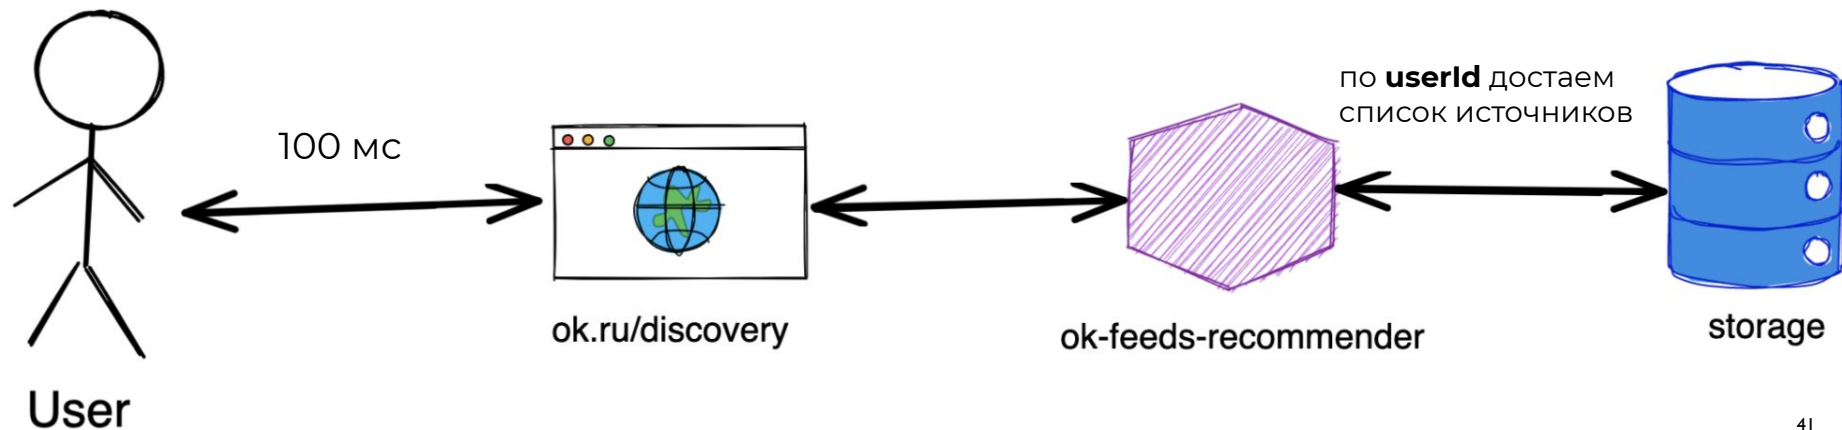 100 мс
по userId достаем
список источников
ok.ru/discovery
ok-feeds-recommender
storage
User
41